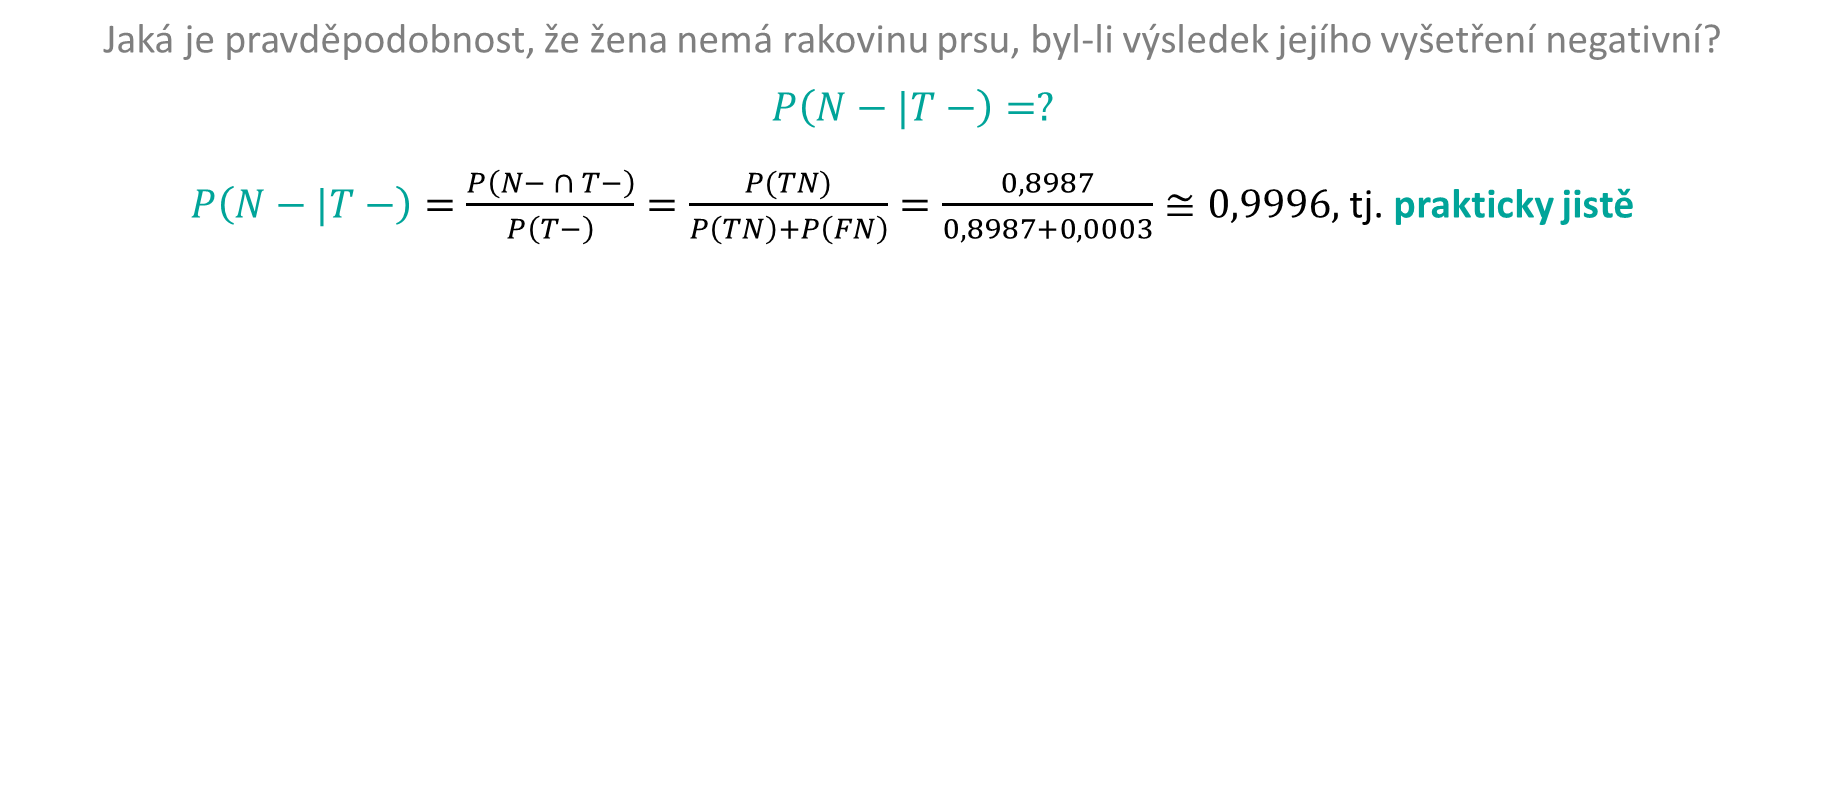 Jaká je pravděpodobnost, že žena nemá rakovinu prsu, byl-li výsledek jejího vyšetření negativní?
P(N − |T −) =?
P(N − |T −) = P(N− ∩ T−) / P(T−) = P(TN) / P(TN)+P(FN) = 0,8987 / 0,8987+0,0003 ≅ 0,9996, tj. prakticky jistě